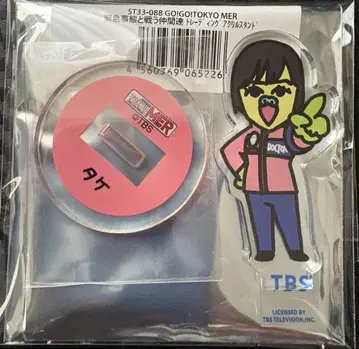 ST33-088 GO!GO!TOKYO MER
緊急事態と戦う仲間達 トレーディング アクリルスタンド
4 560369 065226
MER
©TBS
タケ
DOCTOR
TBS
LICENSED BY
TBS TELEVISION, INC.